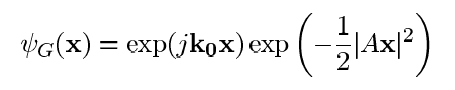 ψ_G(𝐱) = exp(j𝐤₀𝐱) exp(−½|A𝐱|²)